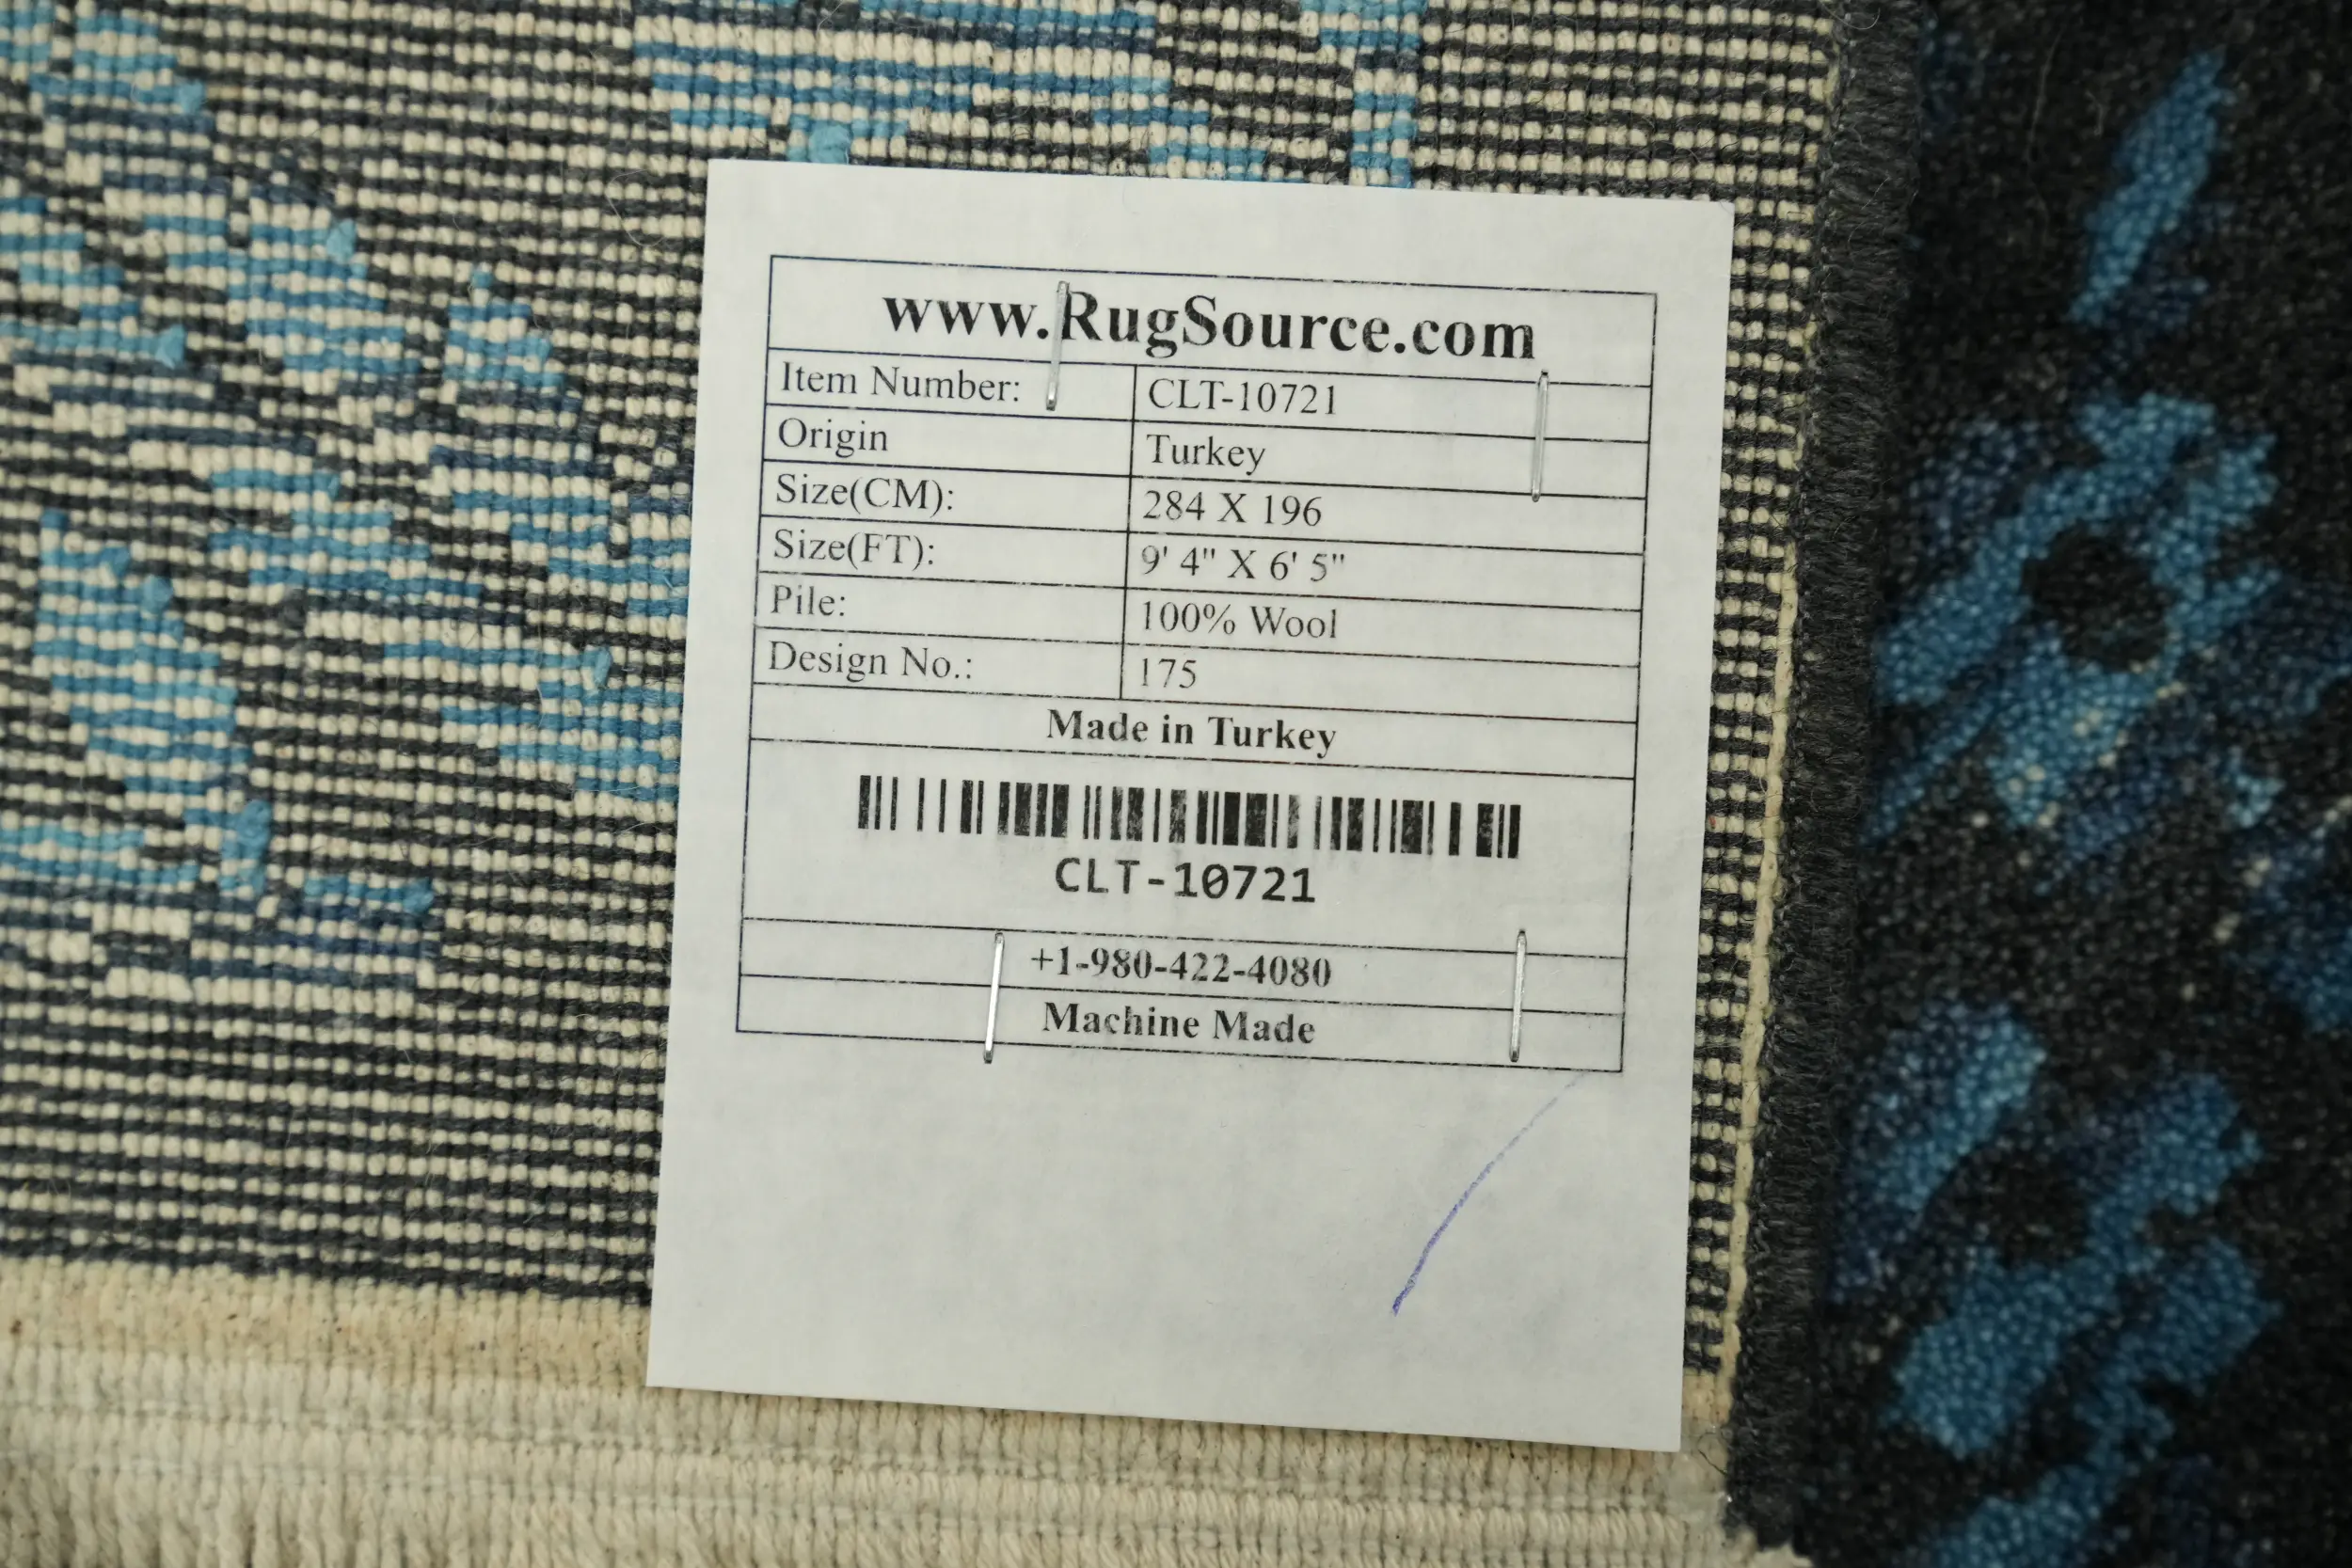 www.RugSource.com
Item Number: CLT-10721
Origin Turkey
Size(CM): 284 X 196
Size(FT): 9' 4" X 6' 5"
Pile: 100% Wool
Design No.: 175
Made in Turkey
CLT-10721
+1-980-422-4080
Machine Made